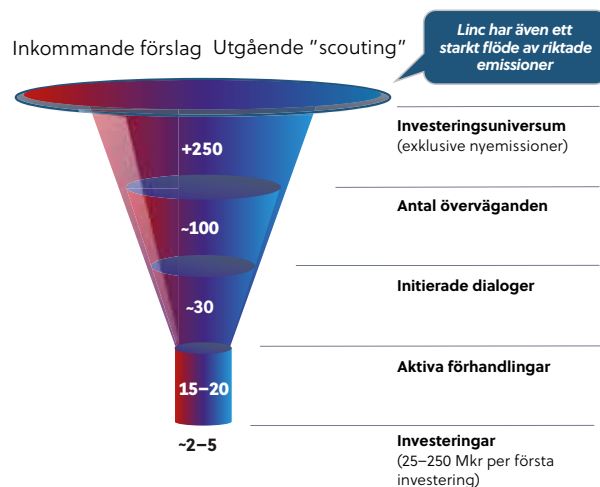 Inkommande förslag
Utgående ”scouting”
Linc har även ett
starkt flöde av riktade
emissioner
+250
Investeringsuniversum
(exklusive nyemissioner)
~100
Antal överväganden
~30
Initierade dialoger
15–20
Aktiva förhandlingar
~2–5
Investeringar
(25–250 Mkr per första
investering)